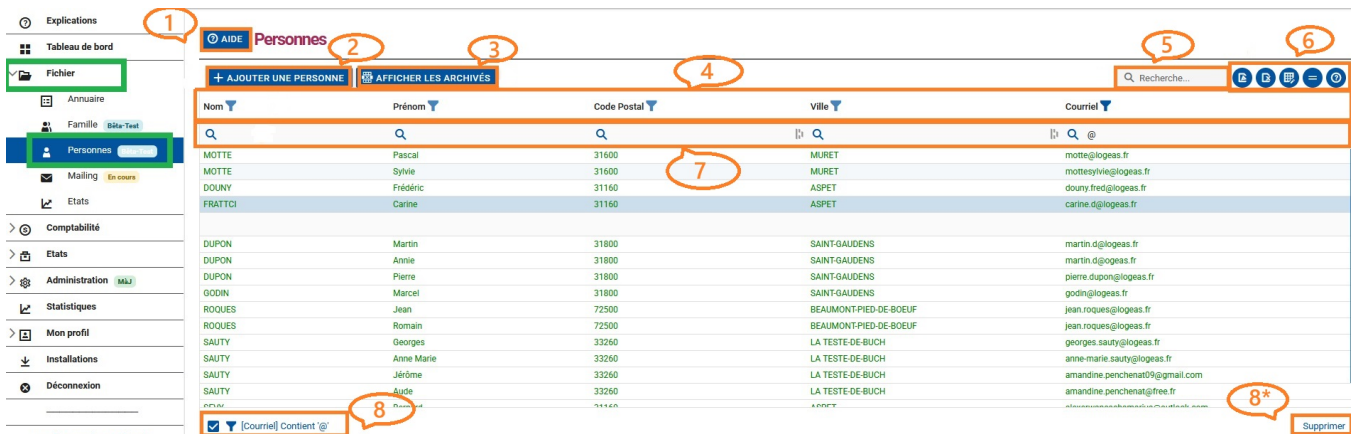 Explications
Tableau de bord
Fichier
Annuaire
Famille Bêta-Test
Personnes Bêta-Test
Mailing En cours
Etats
Comptabilité
Etats
Administration MàJ
Statistiques
Mon profil
Installations
Déconnexion
1
AIDE Personnes
2
3
4
5
6
+ AJOUTER UNE PERSONNE
AFFICHER LES ARCHIVÉS
Recherche...
Nom Prénom Code Postal Ville Courriel
@
7
MOTTE Pascal 31600 MURET motte@logeas.fr
MOTTE Sylvie 31600 MURET mottesylvie@logeas.fr
DOUNY Frédéric 31160 ASPET douny.fred@logeas.fr
FRATTCI Carine 31160 ASPET carine.d@logeas.fr
DUPON Martin 31800 SAINT-GAUDENS martin.d@logeas.fr
DUPON Annie 31800 SAINT-GAUDENS martin.d@ogeas.fr
DUPON Pierre 31800 SAINT-GAUDENS pierre.dupon@logeas.fr
GODIN Marcel 31800 SAINT-GAUDENS godin@logeas.fr
ROQUES Jean 72500 BEAUMONT-PIED-DE-BOEUF jean.roques@logeas.fr
ROQUES Romain 72500 BEAUMONT-PIED-DE-BOEUF jean.roques@logeas.fr
SAUTY Georges 33260 LA TESTE-DE-BUCH georges.sauty@logeas.fr
SAUTY Anne Marie 33260 LA TESTE-DE-BUCH anne-marie.sauty@logeas.fr
SAUTY Jérôme 33260 LA TESTE-DE-BUCH amandine.penchenat09@gmail.com
SAUTY Aude 33260 LA TESTE-DE-BUCH amandine.penchenat@free.fr
8
8*
[Courriel] Contient '@'
Supprimer